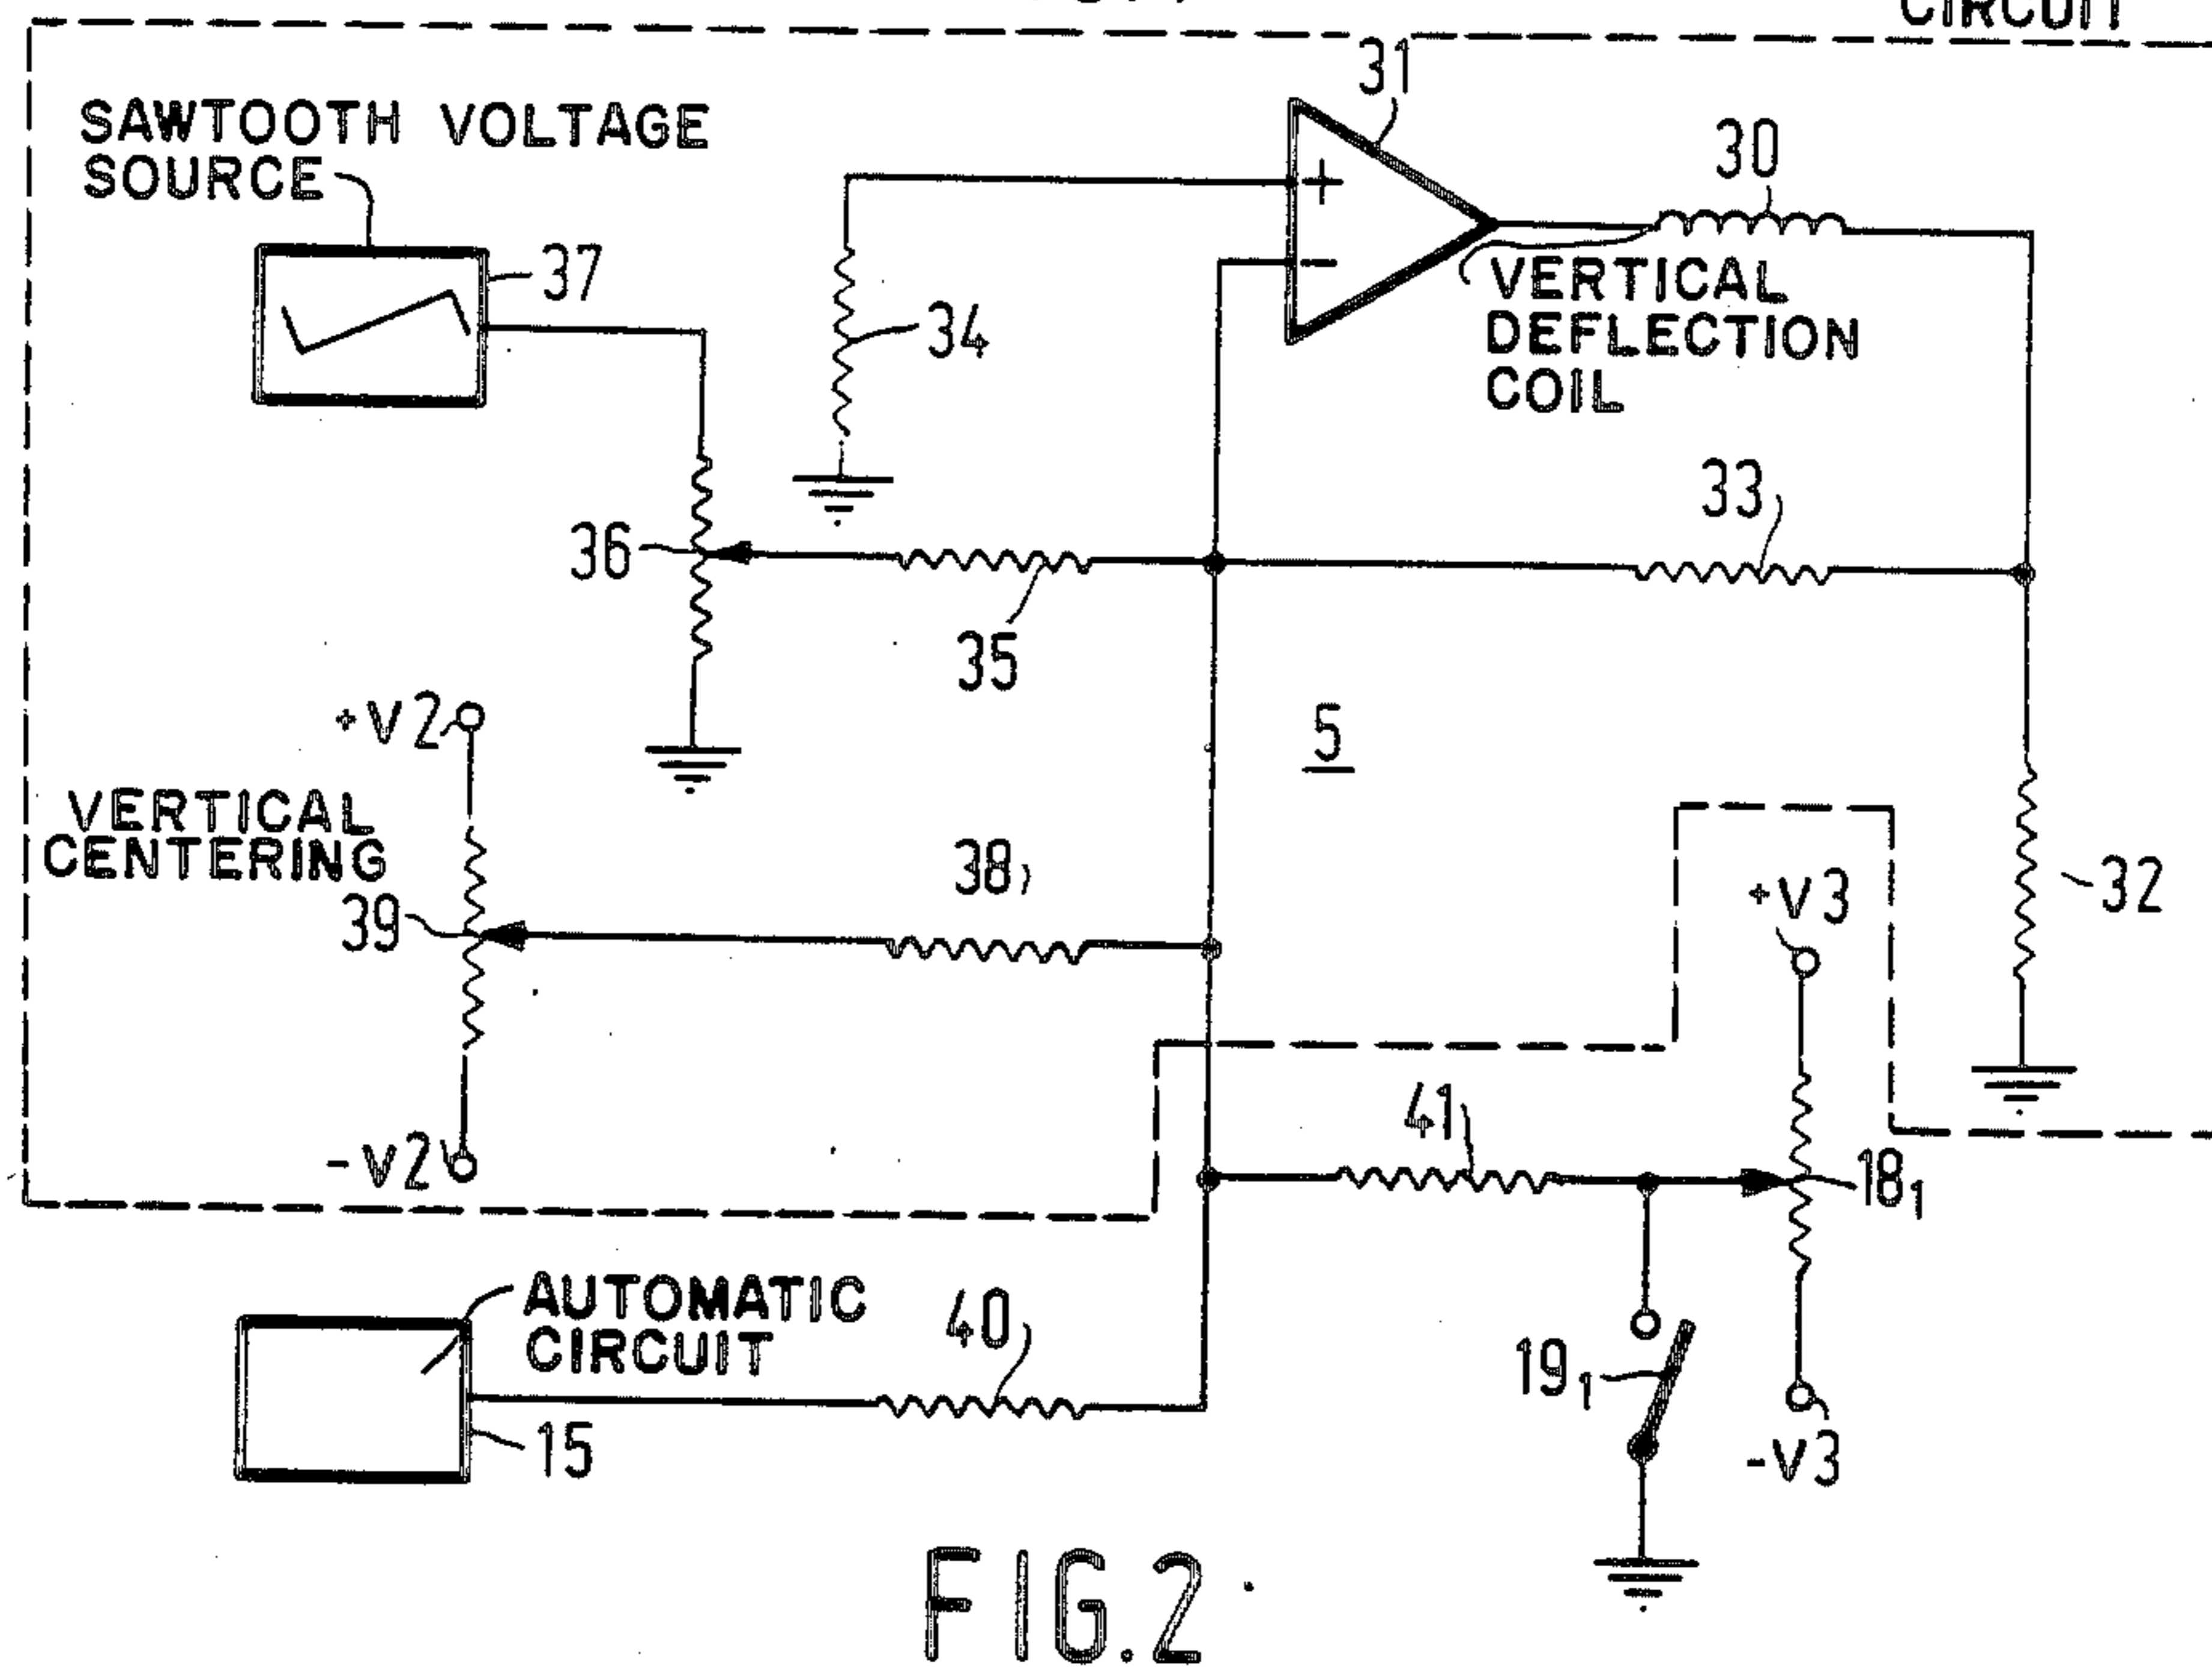 CIRCUIT
31
SAWTOOTH VOLTAGE
SOURCE
30
+
37
-
VERTICAL
DEFLECTION
COIL
34
33
36
35
+V2
5
VERTICAL
CENTERING
38
+V3
32
39
41
-V2
18₁
AUTOMATIC
CIRCUIT
40
19₁
15
-V3
FIG.2